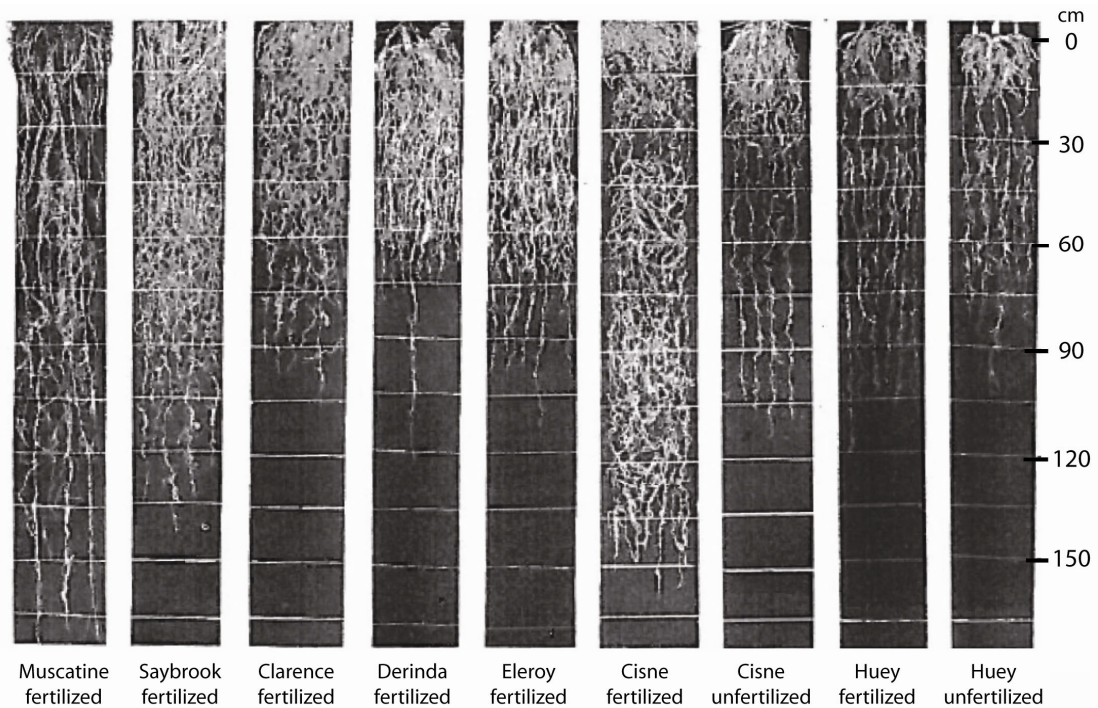 cm
0
30
60
90
120
150
Muscatine
fertilized
Saybrook
fertilized
Clarence
fertilized
Derinda
fertilized
Eleroy
fertilized
Cisne
fertilized
Cisne
unfertilized
Huey
fertilized
Huey
unfertilized